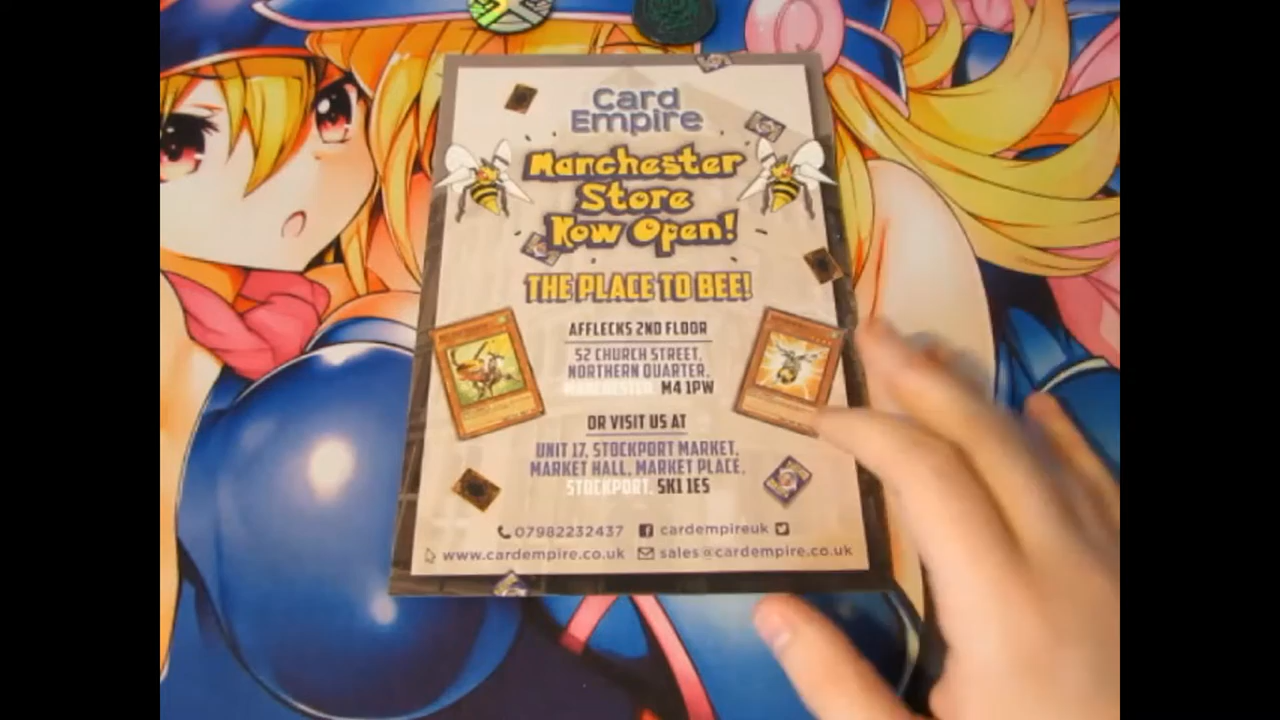 Card
Empire
Manchester
Store
Now Open!
THE PLACE TO BEE!
AFFLECKS 2ND FLOOR
52 CHURCH STREET,
NORTHERN QUARTER,
MANCHESTER. M4 1PW
OR VISIT US AT
UNIT 17, STOCKPORT MARKET,
MARKET HALL, MARKET PLACE,
STOCKPORT. SK1 1ES
07982232437 cardempireuk
www.cardempire.co.uk sales@cardempire.co.uk